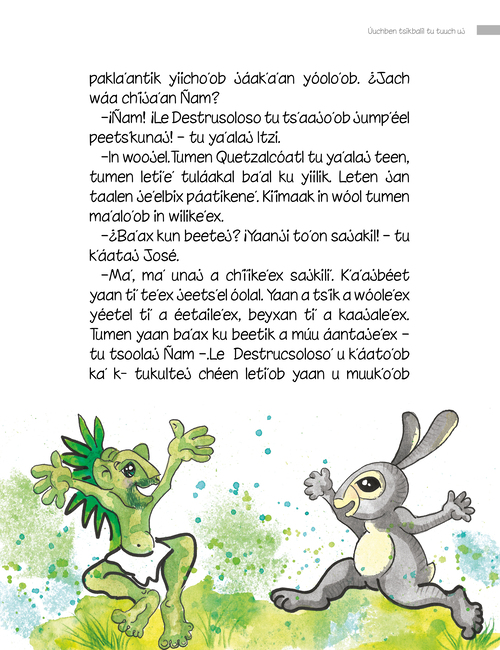 Úuchben tsikbalil tu tuuch uj
pakla'antik yiicho'ob jáak'a'an yóolo'ob. ¿Jach
wáa chíja'an Ñam?
–¡Ñam! ¡Le Destrusoloso tu ts'aajo'ob jump'éel
peets'kunaj! – tu ya'alaj Itzi.
–In woojel.Tumen Quetzalcóatl tu ya'alaj teen,
tumen leti'e' tuláakal ba'al ku yiilik. Leten jan
taalen je'elbix páatikene'. Kiimaak in wóol tumen
ma'alo'ob in wilike'ex.
–¿Ba'ax kun beetej? ¡Yaanji to'on sajakil! – tu
k'áataj José.
–Ma', ma' unaj a chíike'ex sajkili'. K'a'ajbéet
yaan ti' te'ex jeets'el óolal. Yaan a tsik a wóole'ex
yéetel ti' a éetaile'ex, beyxan ti' a kaajale'ex.
Tumen yaan ba'ax ku beetik a múu áantaje'ex –
tu tsoolaj Ñam –.Le Destrucsoloso' u k'áato'ob
ka' k- tukultej chéen leti'ob yaan u muuk'o'ob